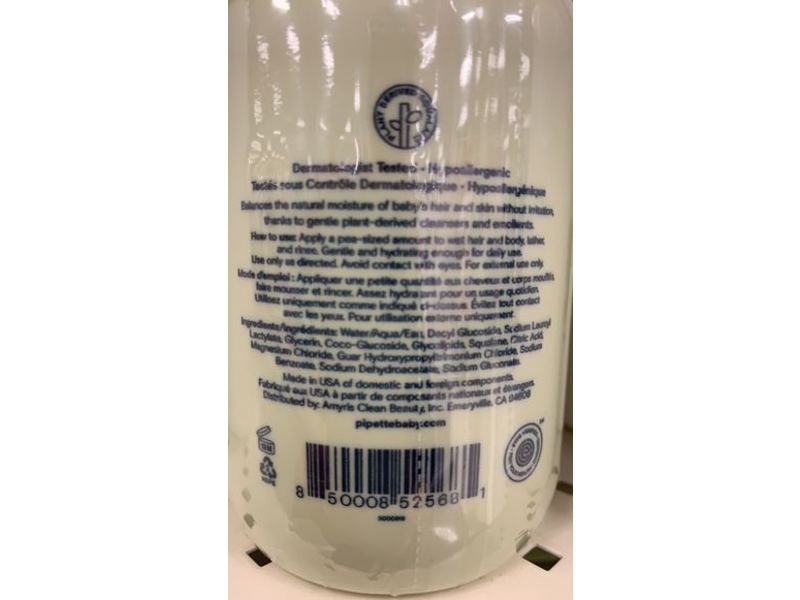 PLANT DERIVED
Dermatologist Tested • Hypoallergenic
Testés sous Contrôle Dermatologique • Hypoallergénique
Balances the natural moisture of baby's hair and skin without irritation,
thanks to gentle plant-derived cleansers and emollients.
How to use: Apply a pea-sized amount to wet hair and body, lather,
and rinse. Gentle and hydrating enough for daily use.
Use only as directed. Avoid contact with eyes. For external use only.
Mode d'emploi : Appliquer une petite quantité aux cheveux et corps mouillés,
faire mousser et rincer. Assez hydratant pour un usage quotidien.
Utilisez uniquement comme indiqué ci-dessus. Évitez tout contact
avec les yeux. Pour utilisation externe uniquement.
Ingredients/Ingrédients: Water/Aqua/Eau, Decyl Glucoside, Sodium Lauroyl
Lactylate, Glycerin, Coco-Glucoside, Glycolipids, Squalane, Citric Acid,
Magnesium Chloride, Guar Hydroxypropyltrimonium Chloride, Sodium
Benzoate, Sodium Dehydroacetate, Sodium Gluconate.
Made in USA of domestic and foreign components.
Fabriqué aux USA à partir de composants nationaux et étrangers.
Distributed by: Amyris Clean Beauty, Inc. Emeryville, CA 94608
pipettebaby.com
8 50008 52568 1